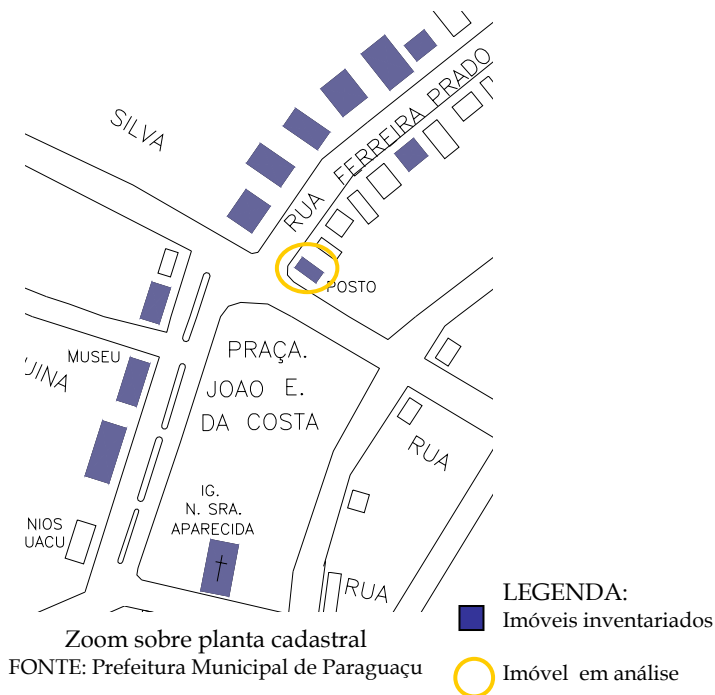 SILVA
RUA FERREIRA PRADO
POSTO
MUSEU
UINA
PRAÇA.
JOAO E.
DA COSTA
RUA
IG.
N. SRA.
APARECIDA
NIOS
UACU
RUA
LEGENDA:
Imóveis inventariados
Imóvel em análise
Zoom sobre planta cadastral
FONTE: Prefeitura Municipal de Paraguaçu